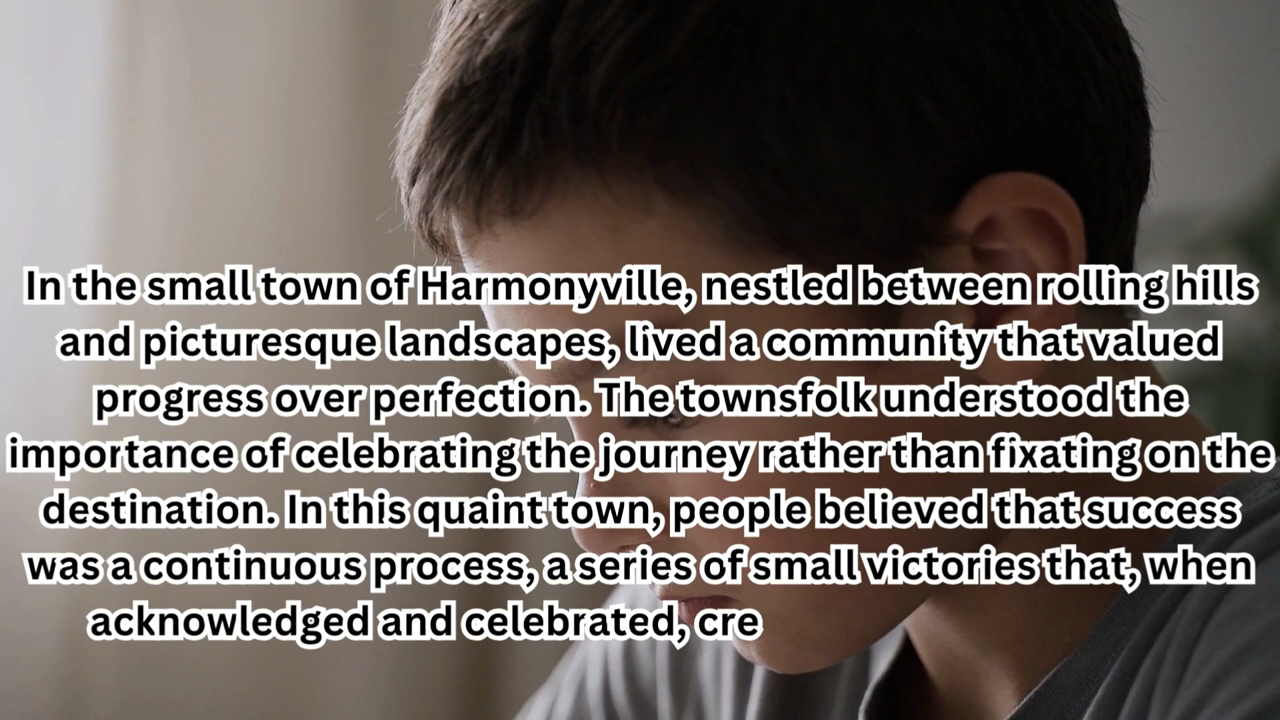 In the small town of Harmonyville, nestled between rolling hills
and picturesque landscapes, lived a community that valued
progress over perfection. The townsfolk understood the
importance of celebrating the journey rather than fixating on the
destination. In this quaint town, people believed that success
was a continuous process, a series of small victories that, when
acknowledged and celebrated, cre